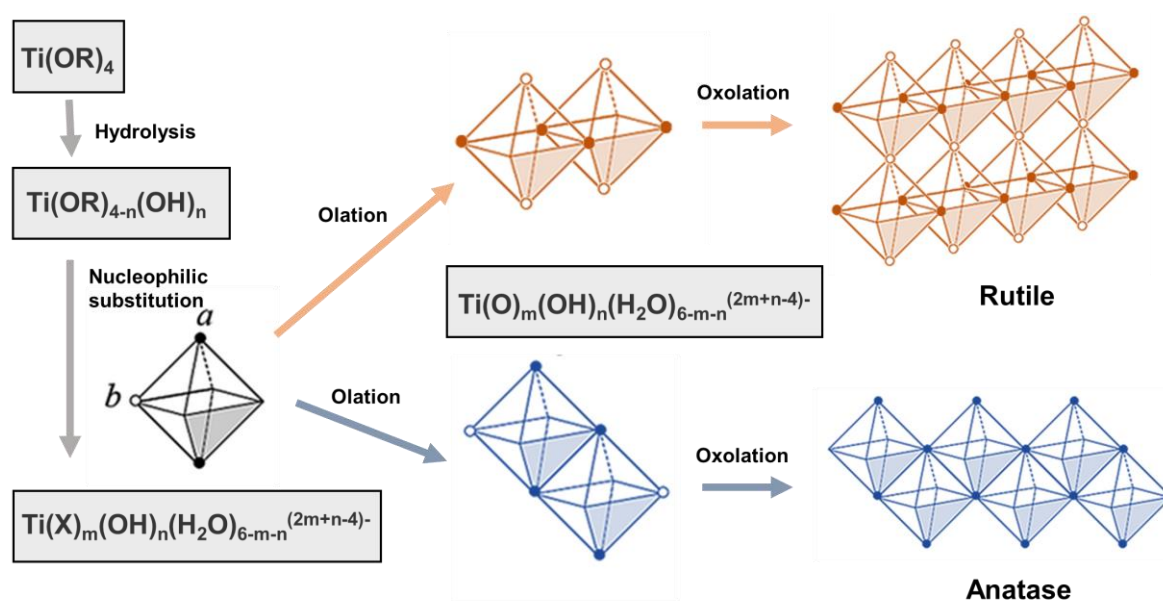 Ti(OR)₄
Hydrolysis
Ti(OR)₄₋ₙ(OH)ₙ
Nucleophilic
substitution
a
b
Ti(X)ₘ(OH)ₙ(H₂O)₆₋ₘ₋ₙ⁽²ᵐ⁺ⁿ⁻⁴⁾⁻
Olation
Oxolation
Rutile
Ti(O)ₘ(OH)ₙ(H₂O)₆₋ₘ₋ₙ⁽²ᵐ⁺ⁿ⁻⁴⁾⁻
Olation
Oxolation
Anatase